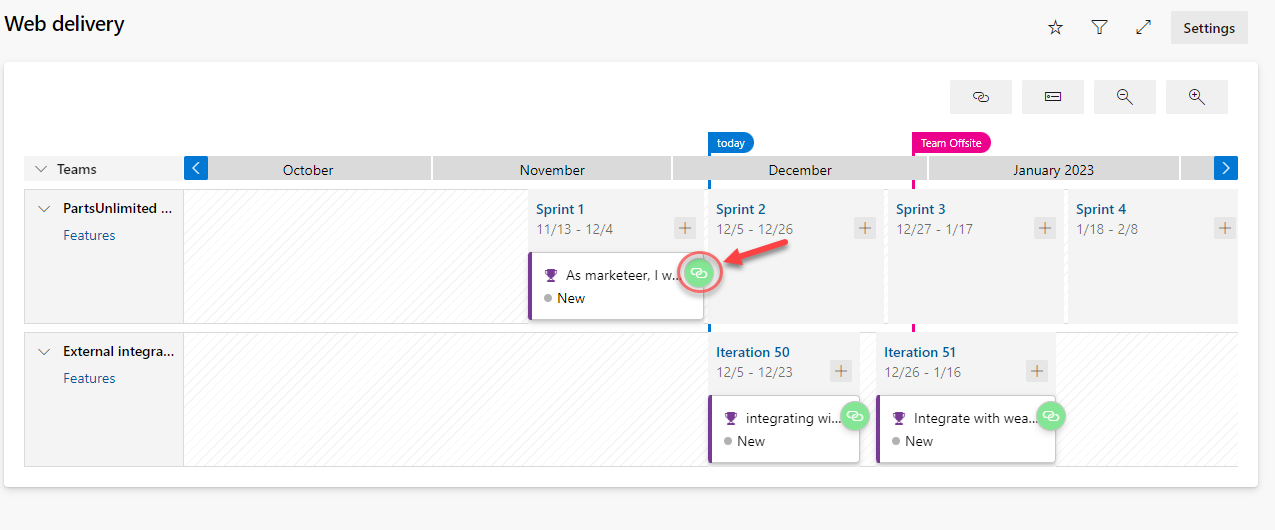 Web delivery
Settings
today
Team Offsite
Teams
October
November
December
January 2023
PartsUnlimited ...
Features
Sprint 1
11/13 - 12/4
Sprint 2
12/5 - 12/26
Sprint 3
12/27 - 1/17
Sprint 4
1/18 - 2/8
As marketeer, I w...
New
External integra...
Features
Iteration 50
12/5 - 12/23
Iteration 51
12/26 - 1/16
integrating wi...
New
Integrate with wea...
New